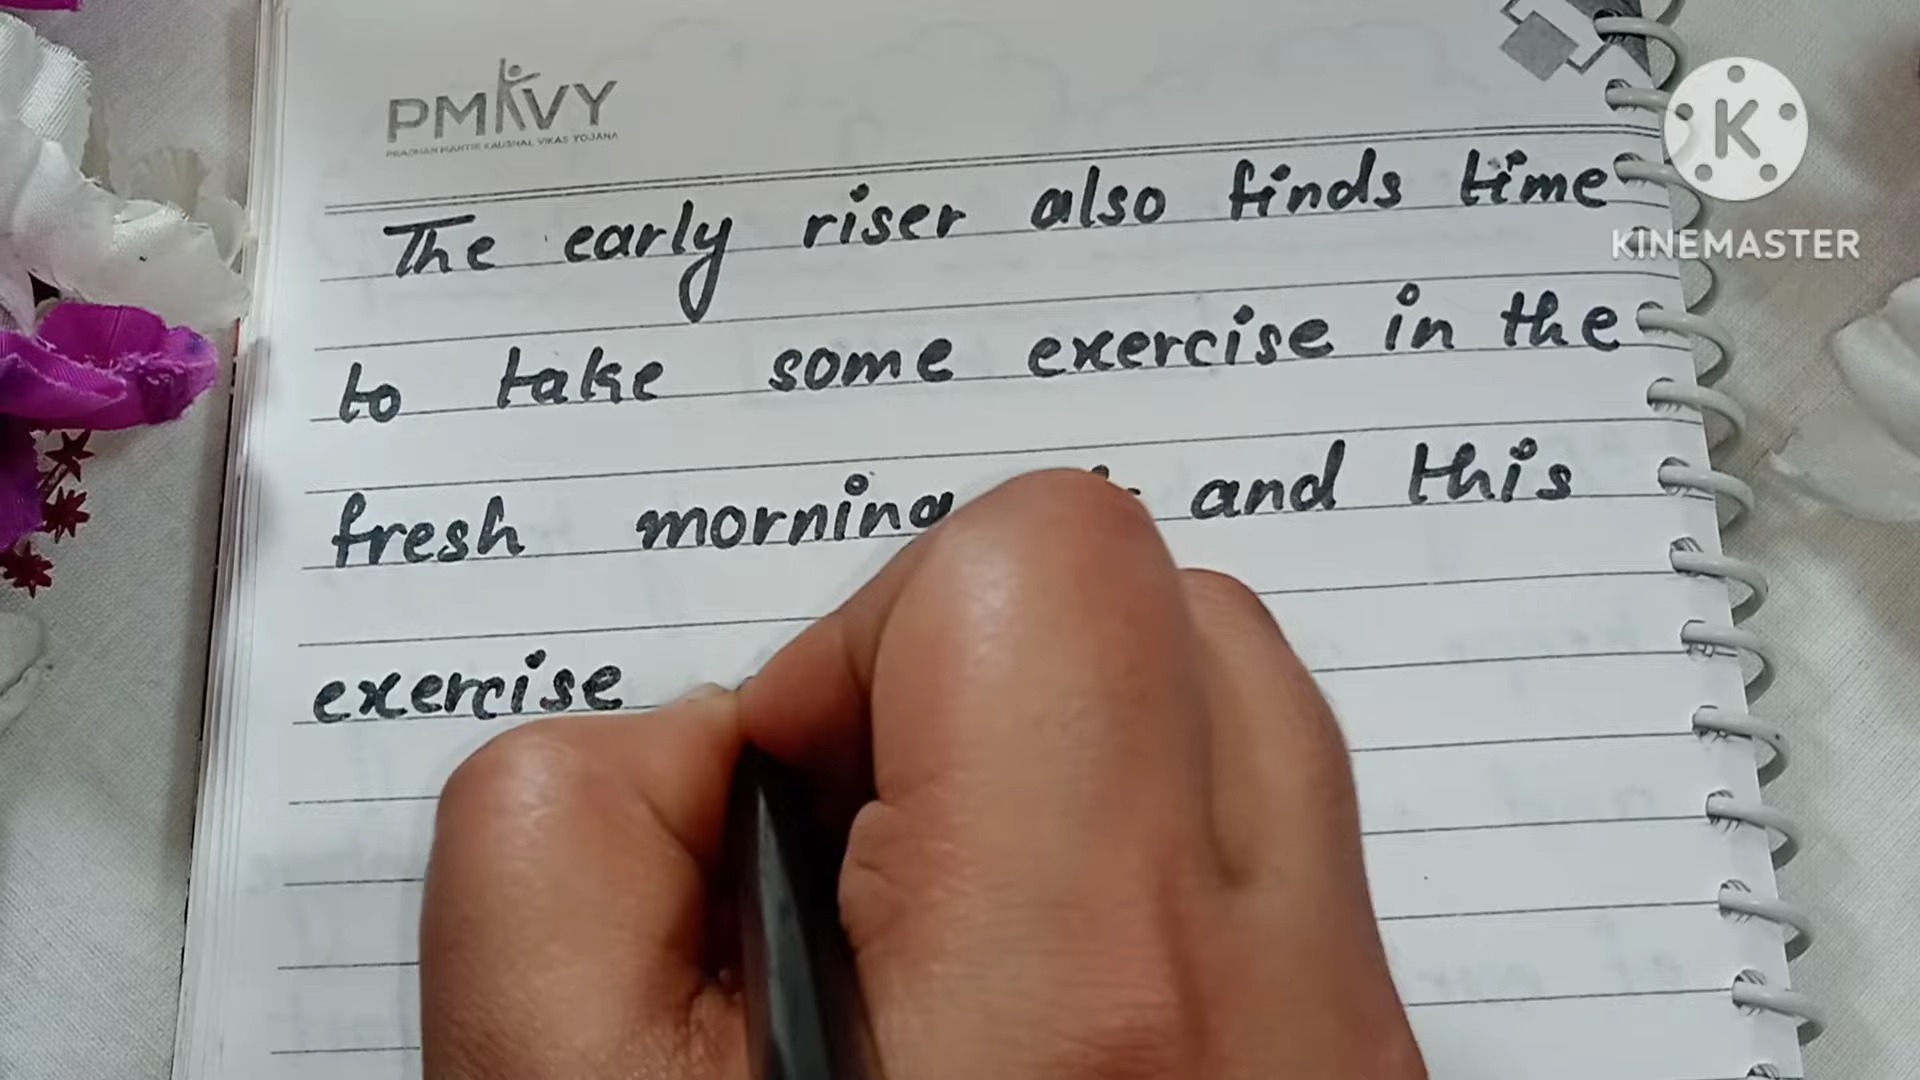 PMKVY
PRADHAN MANTRI KAUSHAL VIKAS YOJANA
K
KINEMASTER
The early riser also finds time
to take some exercise in the
fresh and this
exercise